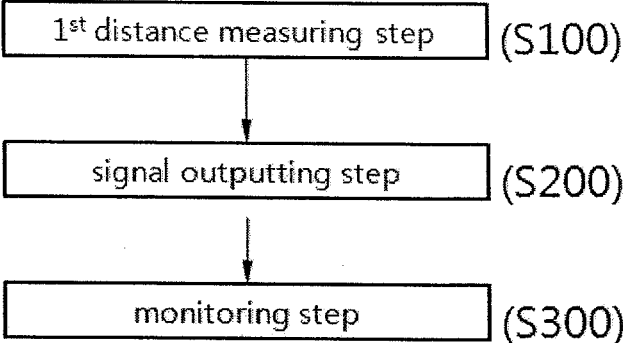 1st distance measuring step (S100)
signal outputting step (S200)
monitoring step (S300)